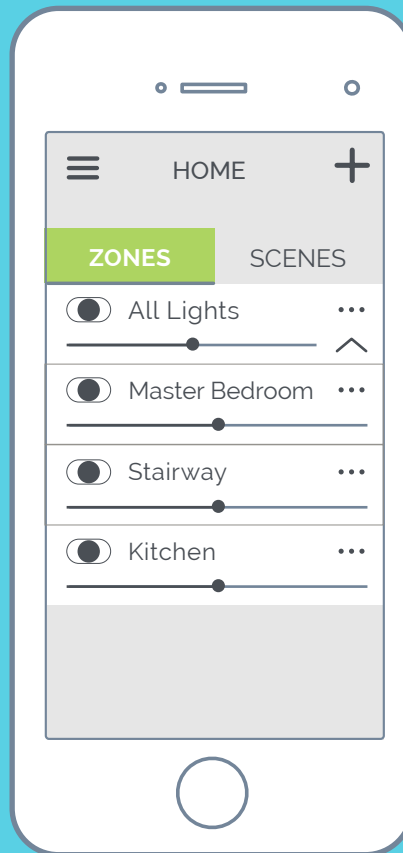 HOME
ZONES SCENES
All Lights
Master Bedroom
Stairway
Kitchen